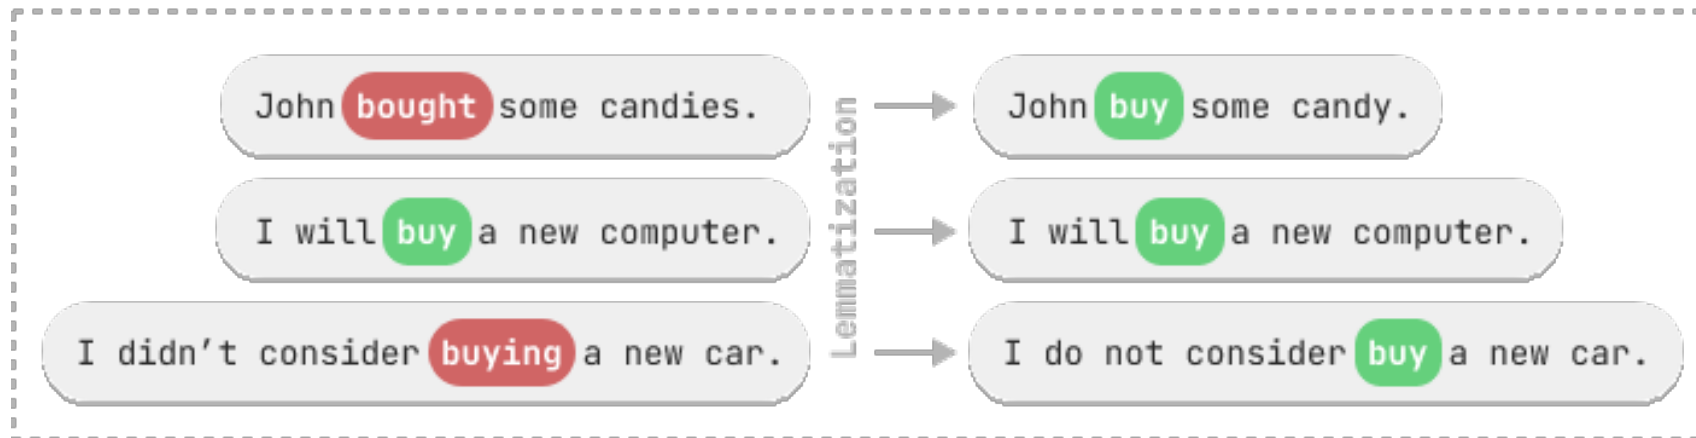 John bought some candies.
John buy some candy.
I will buy a new computer.
I will buy a new computer.
I didn’t consider buying a new car.
I do not consider buy a new car.
Lemmatization